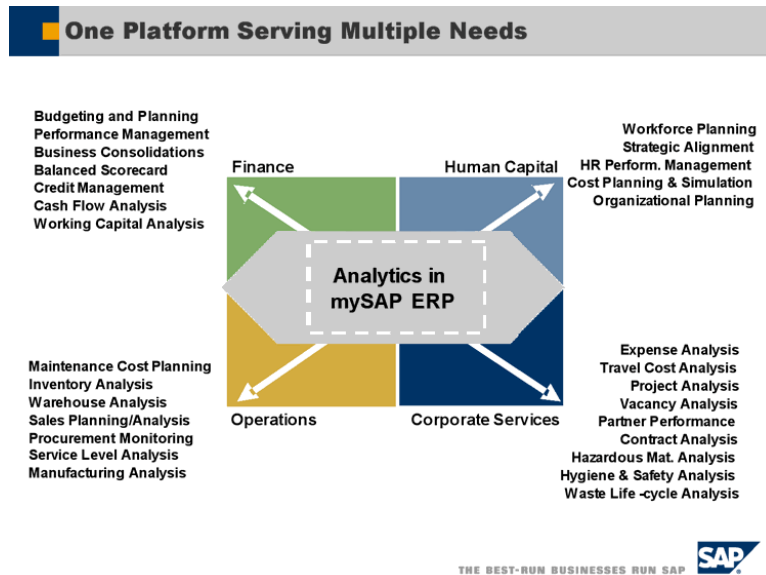 One Platform Serving Multiple Needs
Budgeting and Planning
Performance Management
Business Consolidations
Balanced Scorecard
Credit Management
Cash Flow Analysis
Working Capital Analysis
Finance
Human Capital
Workforce Planning
Strategic Alignment
HR Perform. Management
Cost Planning & Simulation
Organizational Planning
Analytics in
mySAP ERP
Maintenance Cost Planning
Inventory Analysis
Warehouse Analysis
Sales Planning/Analysis
Procurement Monitoring
Service Level Analysis
Manufacturing Analysis
Operations
Corporate Services
Expense Analysis
Travel Cost Analysis
Project Analysis
Vacancy Analysis
Partner Performance
Contract Analysis
Hazardous Mat. Analysis
Hygiene & Safety Analysis
Waste Life -cycle Analysis
THE BEST-RUN BUSINESSES RUN SAP
SAP